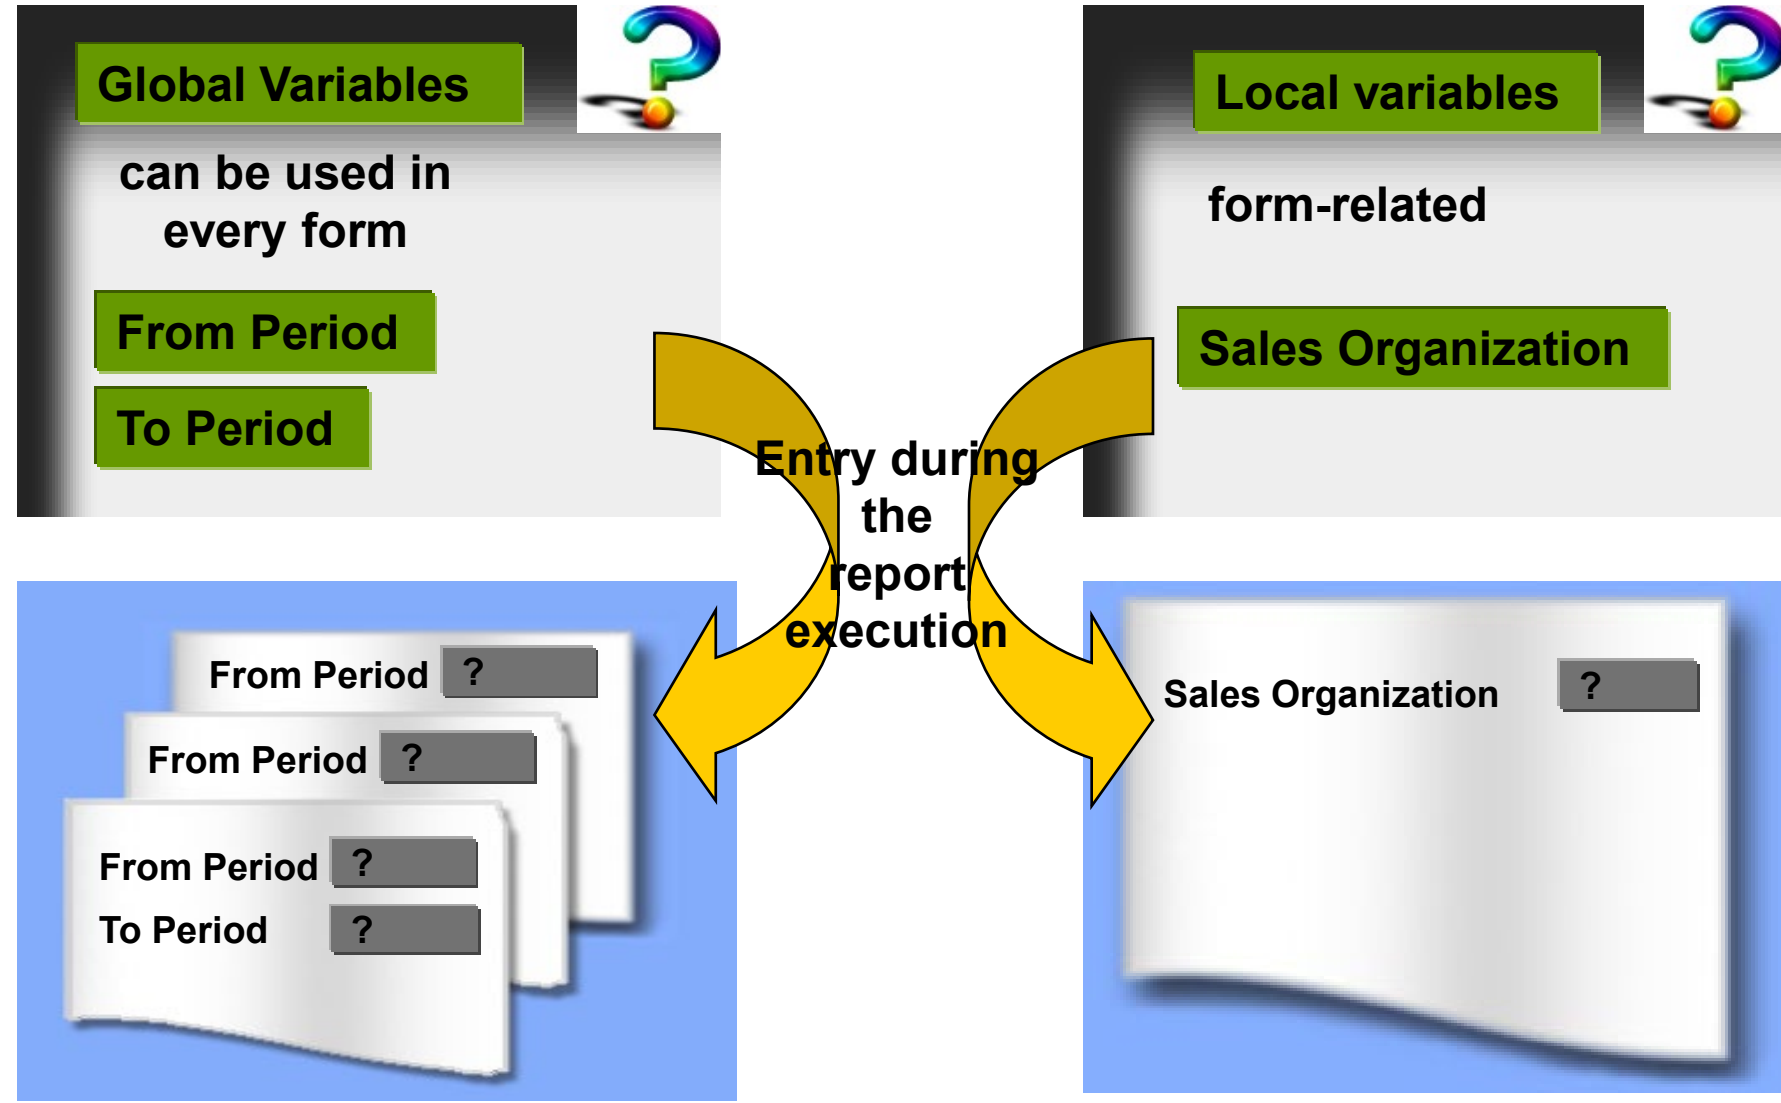 Global Variables
can be used in
every form
From Period
To Period
Local variables
form-related
Sales Organization
Entry during
the
report
execution
From Period ?
From Period ?
From Period ?
To Period ?
Sales Organization ?